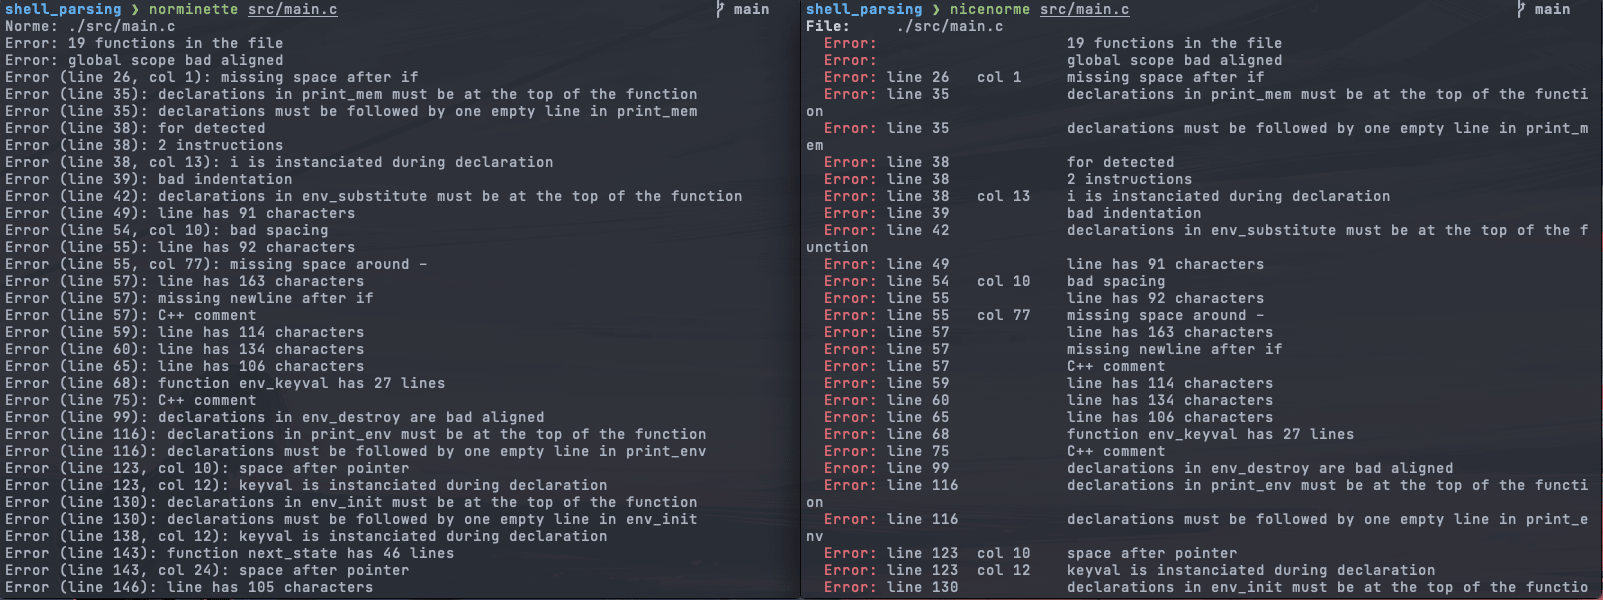 shell_parsing ❯ norminette src/main.c main
Norme: ./src/main.c
Error: 19 functions in the file
Error: global scope bad aligned
Error (line 26, col 1): missing space after if
Error (line 35): declarations in print_mem must be at the top of the function
Error (line 35): declarations must be followed by one empty line in print_mem
Error (line 38): for detected
Error (line 38): 2 instructions
Error (line 38, col 13): i is instanciated during declaration
Error (line 39): bad indentation
Error (line 42): declarations in env_substitute must be at the top of the function
Error (line 49): line has 91 characters
Error (line 54, col 10): bad spacing
Error (line 55): line has 92 characters
Error (line 55, col 77): missing space around -
Error (line 57): line has 163 characters
Error (line 57): missing newline after if
Error (line 57): C++ comment
Error (line 59): line has 114 characters
Error (line 60): line has 134 characters
Error (line 65): line has 106 characters
Error (line 68): function env_keyval has 27 lines
Error (line 75): C++ comment
Error (line 99): declarations in env_destroy are bad aligned
Error (line 116): declarations in print_env must be at the top of the function
Error (line 116): declarations must be followed by one empty line in print_env
Error (line 123, col 10): space after pointer
Error (line 123, col 12): keyval is instanciated during declaration
Error (line 130): declarations in env_init must be at the top of the function
Error (line 130): declarations must be followed by one empty line in env_init
Error (line 138, col 12): keyval is instanciated during declaration
Error (line 143): function next_state has 46 lines
Error (line 143, col 24): space after pointer
Error (line 146): line has 105 characters
shell_parsing ❯ nicenorme src/main.c main
File: ./src/main.c
Error: 19 functions in the file
Error: global scope bad aligned
Error: line 26 col 1 missing space after if
Error: line 35 declarations in print_mem must be at the top of the functi
on
Error: line 35 declarations must be followed by one empty line in print_m
em
Error: line 38 for detected
Error: line 38 2 instructions
Error: line 38 col 13 i is instanciated during declaration
Error: line 39 bad indentation
Error: line 42 declarations in env_substitute must be at the top of the f
unction
Error: line 49 line has 91 characters
Error: line 54 col 10 bad spacing
Error: line 55 line has 92 characters
Error: line 55 col 77 missing space around -
Error: line 57 line has 163 characters
Error: line 57 missing newline after if
Error: line 57 C++ comment
Error: line 59 line has 114 characters
Error: line 60 line has 134 characters
Error: line 65 line has 106 characters
Error: line 68 function env_keyval has 27 lines
Error: line 75 C++ comment
Error: line 99 declarations in env_destroy are bad aligned
Error: line 116 declarations in print_env must be at the top of the functi
on
Error: line 116 declarations must be followed by one empty line in print_e
nv
Error: line 123 col 10 space after pointer
Error: line 123 col 12 keyval is instanciated during declaration
Error: line 130 declarations in env_init must be at the top of the functio